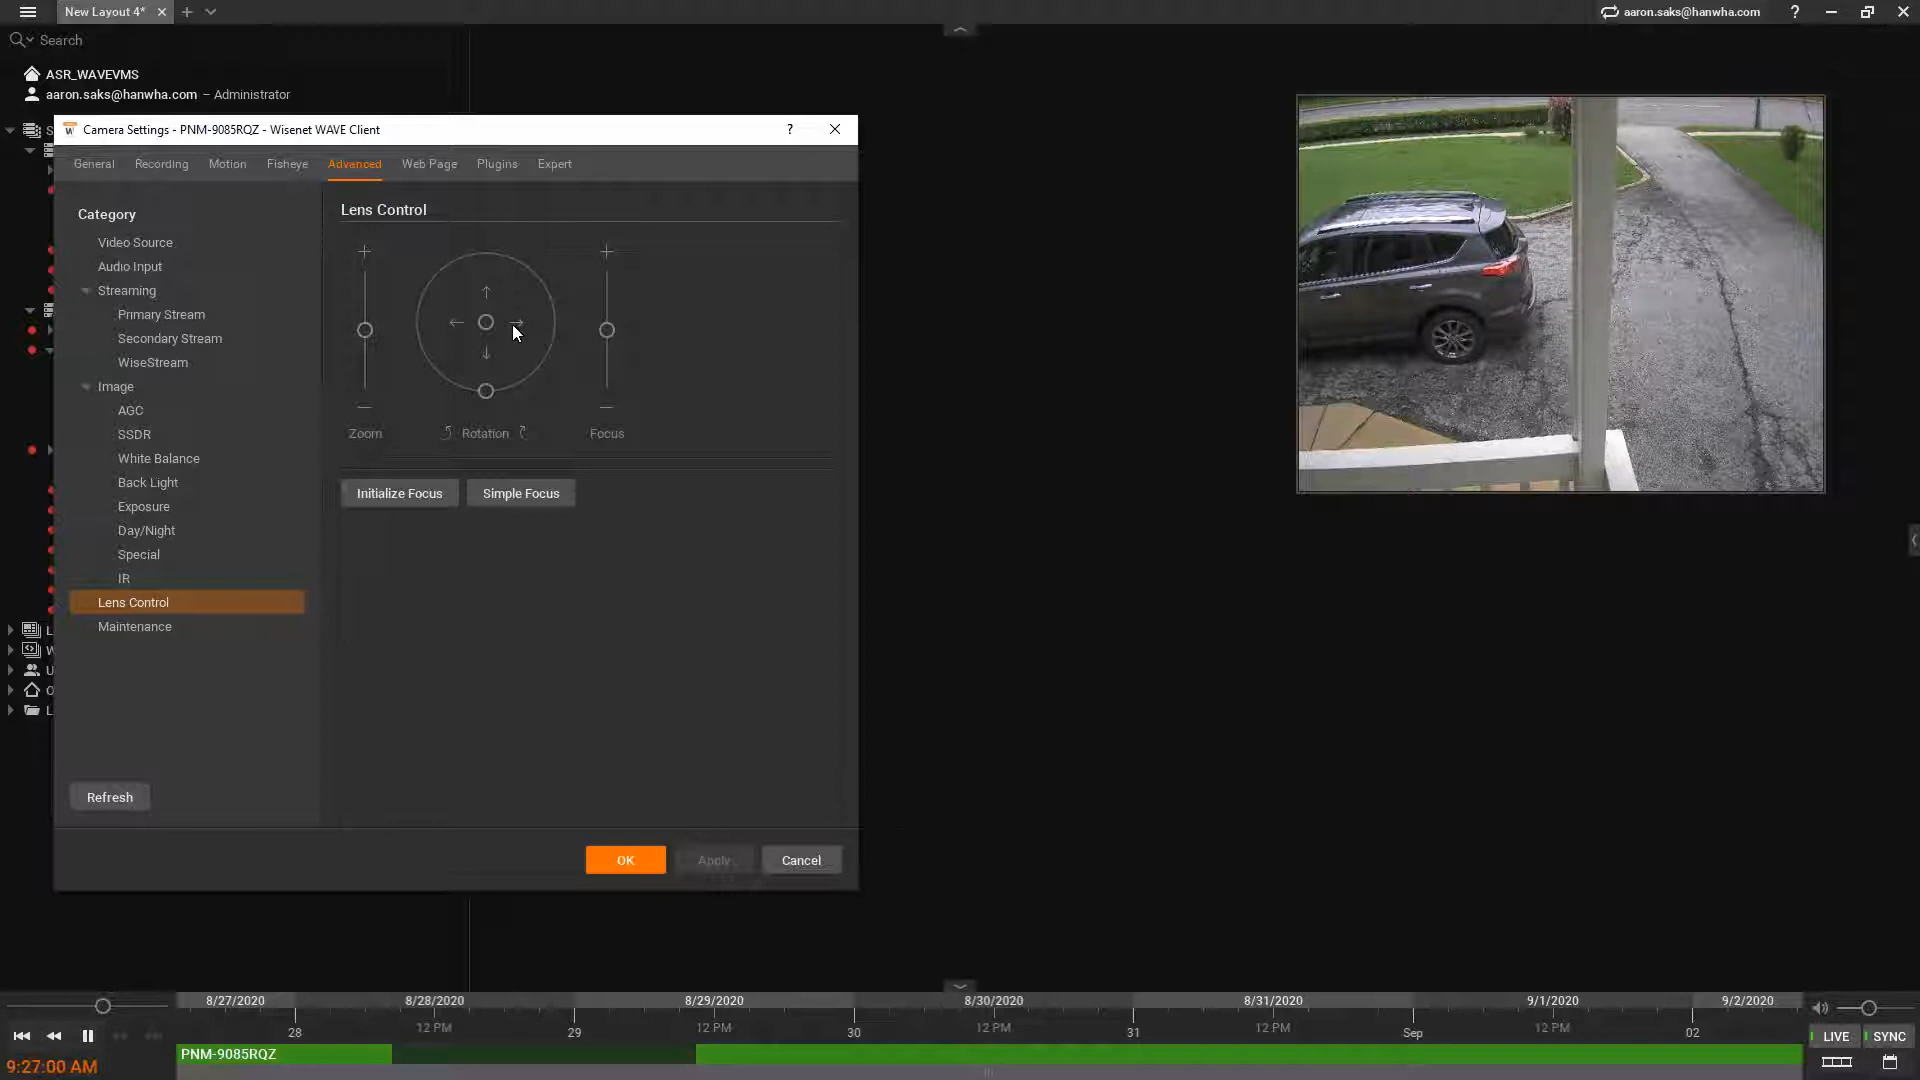 New Layout 4*
aaron.saks@hanwha.com
?
Search
ASR_WAVEVMS
aaron.saks@hanwha.com – Administrator
Camera Settings - PNM-9085RQZ - Wisenet WAVE Client
?
General
Recording
Motion
Fisheye
Advanced
Web Page
Plugins
Expert
Category
Video Source
Audio Input
Streaming
Primary Stream
Secondary Stream
WiseStream
Image
AGC
SSDR
White Balance
Back Light
Exposure
Day/Night
Special
IR
Lens Control
Maintenance
Refresh
Lens Control
Zoom
Rotation
Focus
Initialize Focus
Simple Focus
OK
Apply
Cancel
S
L
W
U
O
L
8/27/2020
8/28/2020
8/29/2020
8/30/2020
8/31/2020
9/1/2020
9/2/2020
28
12 PM
29
12 PM
30
12 PM
31
12 PM
Sep
12 PM
02
PNM-9085RQZ
9:27:00 AM
LIVE
SYNC